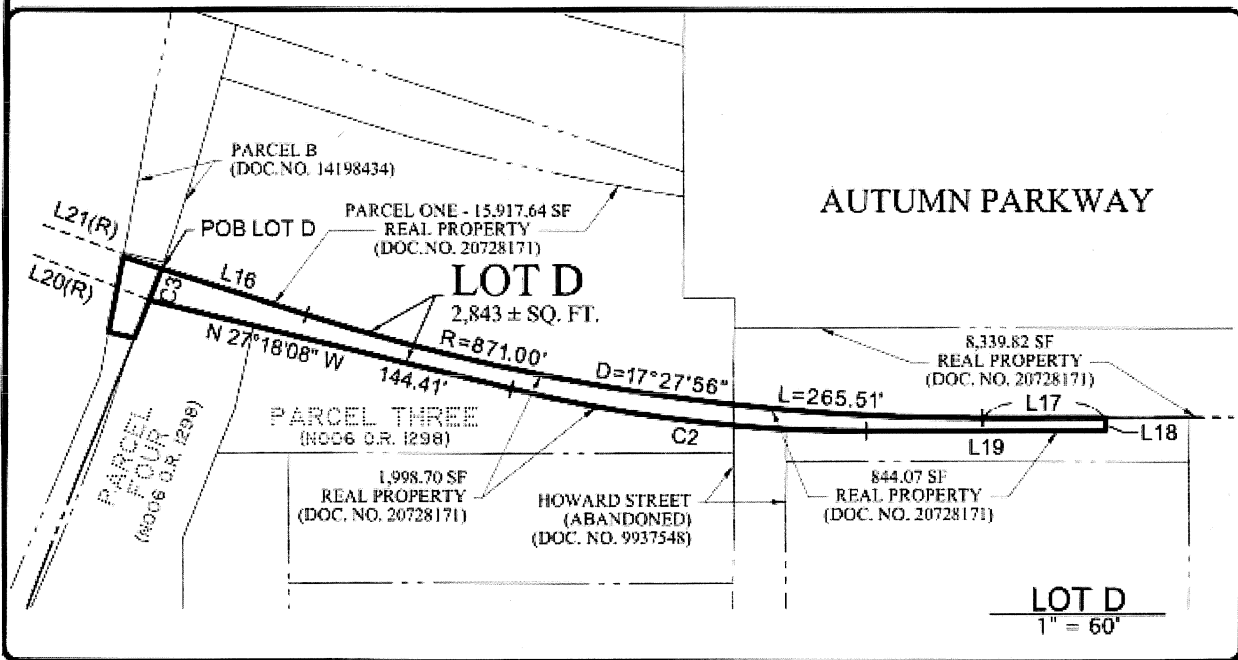 PARCEL B
(DOC.NO. 14198434)
AUTUMN PARKWAY
L21(R)
POB LOT D
PARCEL ONE - 15.917.64 SF
REAL PROPERTY
(DOC.NO. 20728171)
L20(R)
C3
L16
LOT D
2,843 ± SQ. FT.
N 27°18'08" W
144.41'
R=871.00'
D=17°27'56"
L=265.51'
8,339.82 SF
REAL PROPERTY
(DOC. NO. 20728171)
L17
L18
L19
C2
PARCEL THREE
(N006 O.R. 1298)
PARCEL
FOUR
(N006 O.R. 1298)
1,998.70 SF
REAL PROPERTY
(DOC. NO. 20728171)
HOWARD STREET
(ABANDONED)
(DOC. NO. 9937548)
844.07 SF
REAL PROPERTY
(DOC. NO. 20728171)
LOT D
1" = 60'